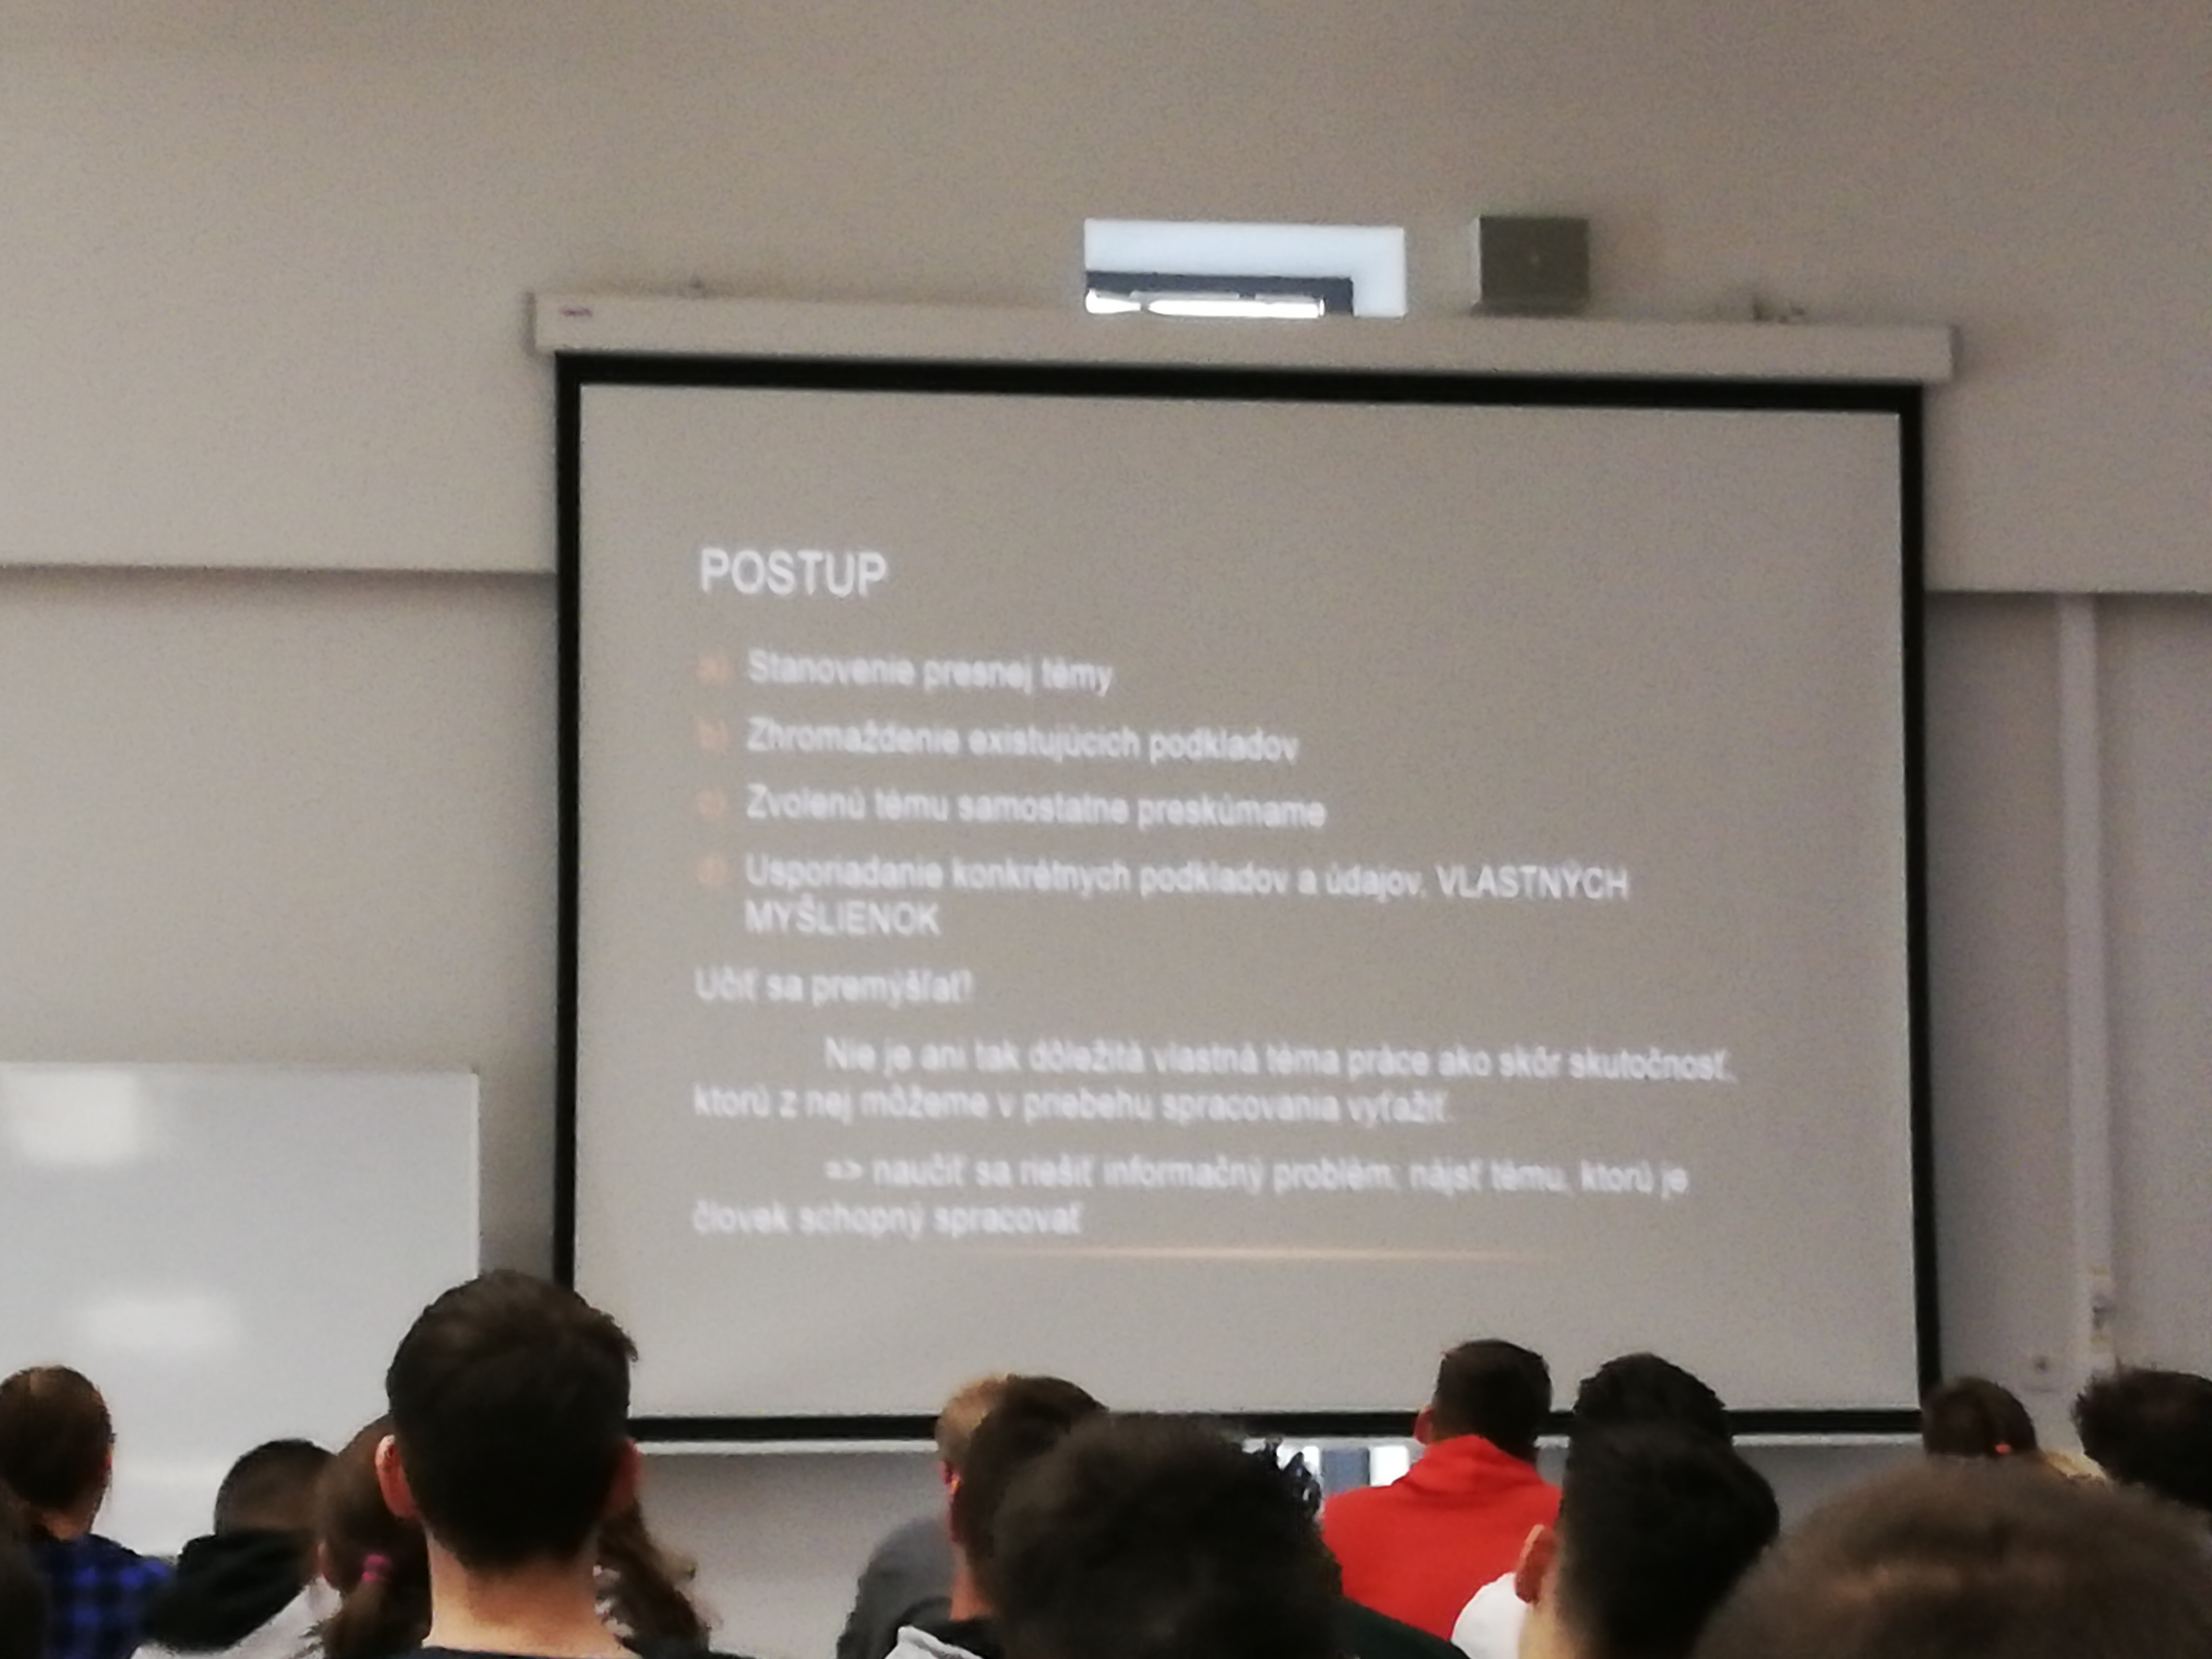 POSTUP
a) Stanovenie presnej témy
b) Zhromaždenie existujúcich podkladov
c) Zvolenú tému samostatne preskúmame
d) Usporiadanie konkrétnych podkladov a údajov, VLASTNÝCH
MYŠLIENOK
Učiť sa premýšľať!
Nie je ani tak dôležitá vlastná téma práce ako skôr skutočnosť,
ktorú z nej môžeme v priebehu spracovania vyťažiť.
=> naučiť sa riešiť informačný problém: nájsť tému, ktorú je
človek schopný spracovať